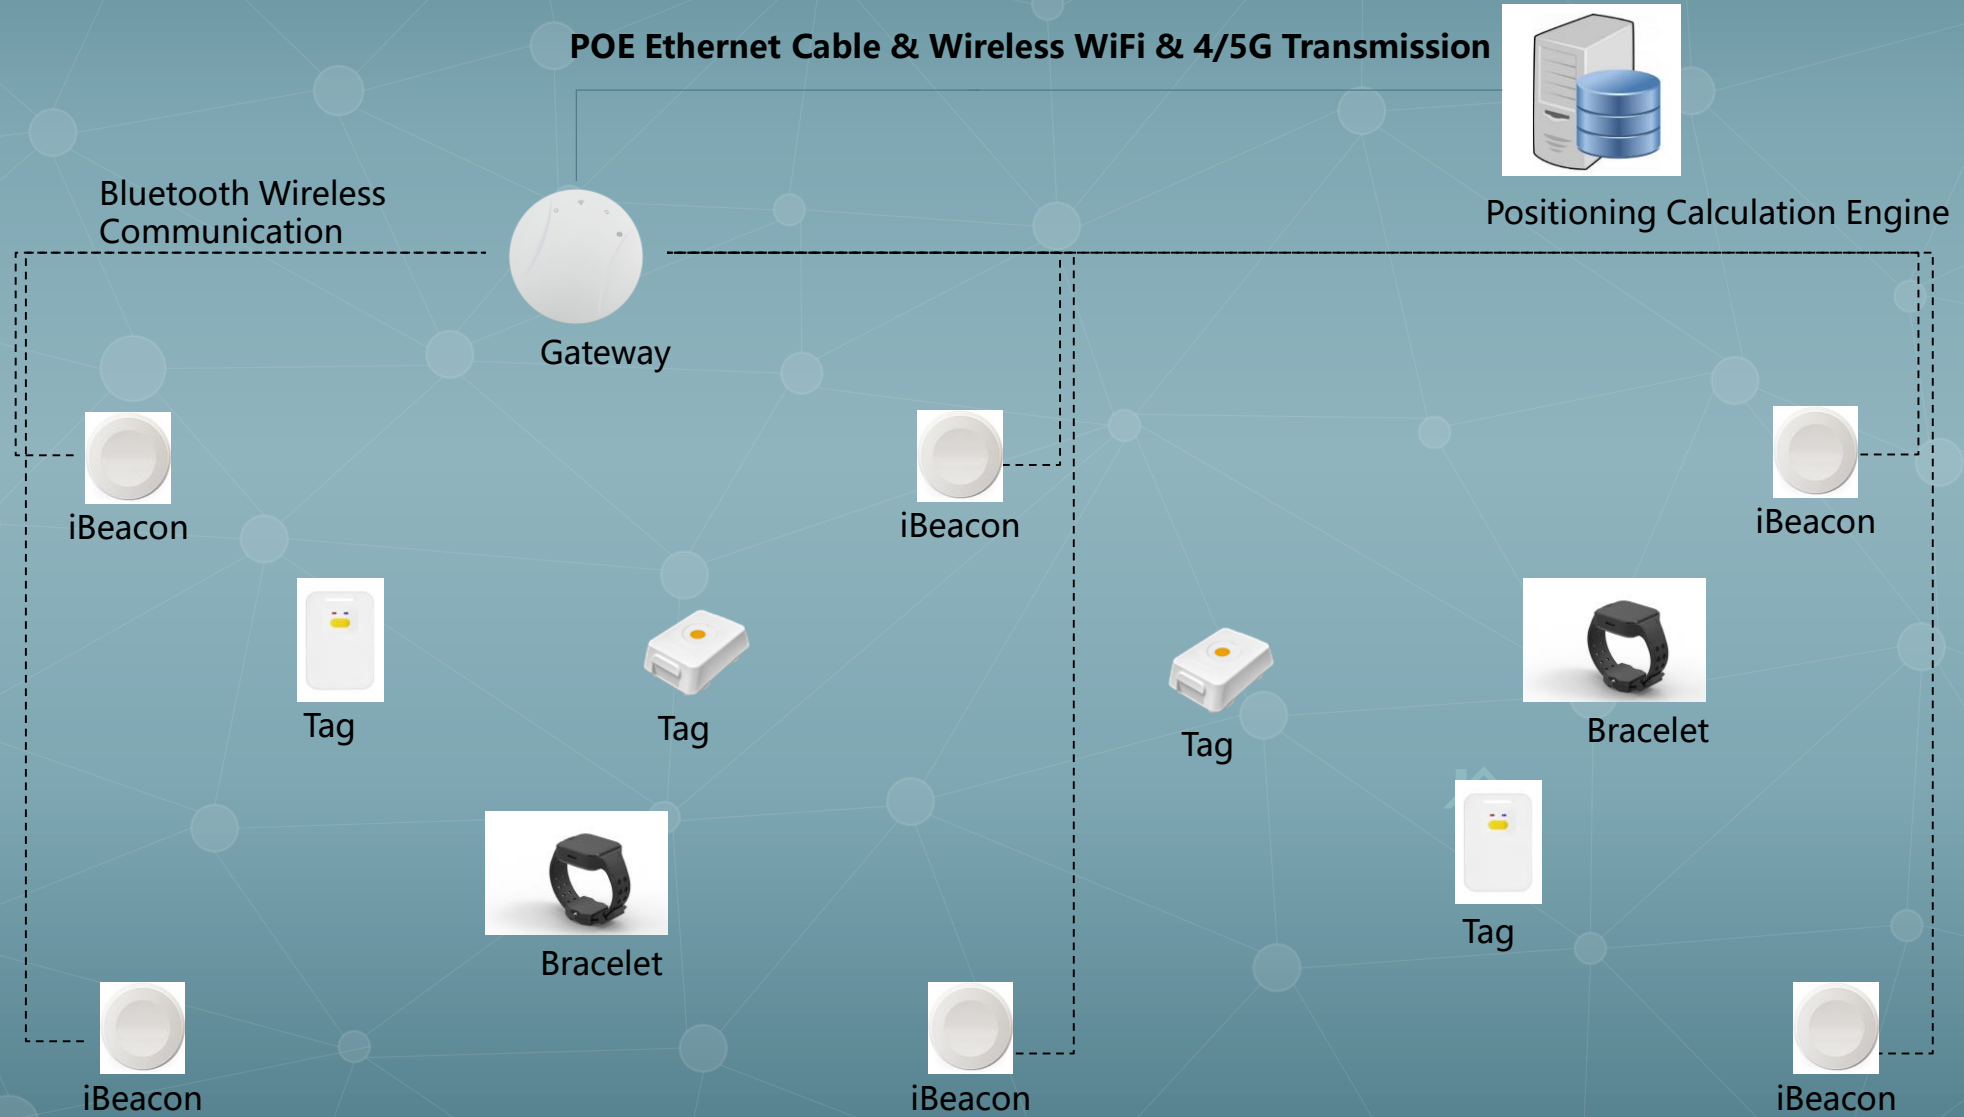 POE Ethernet Cable & Wireless WiFi & 4/5G Transmission
Bluetooth Wireless
Communication
Positioning Calculation Engine
Gateway
iBeacon
iBeacon
iBeacon
Tag
Tag
Tag
Bracelet
Tag
Bracelet
iBeacon
iBeacon
iBeacon